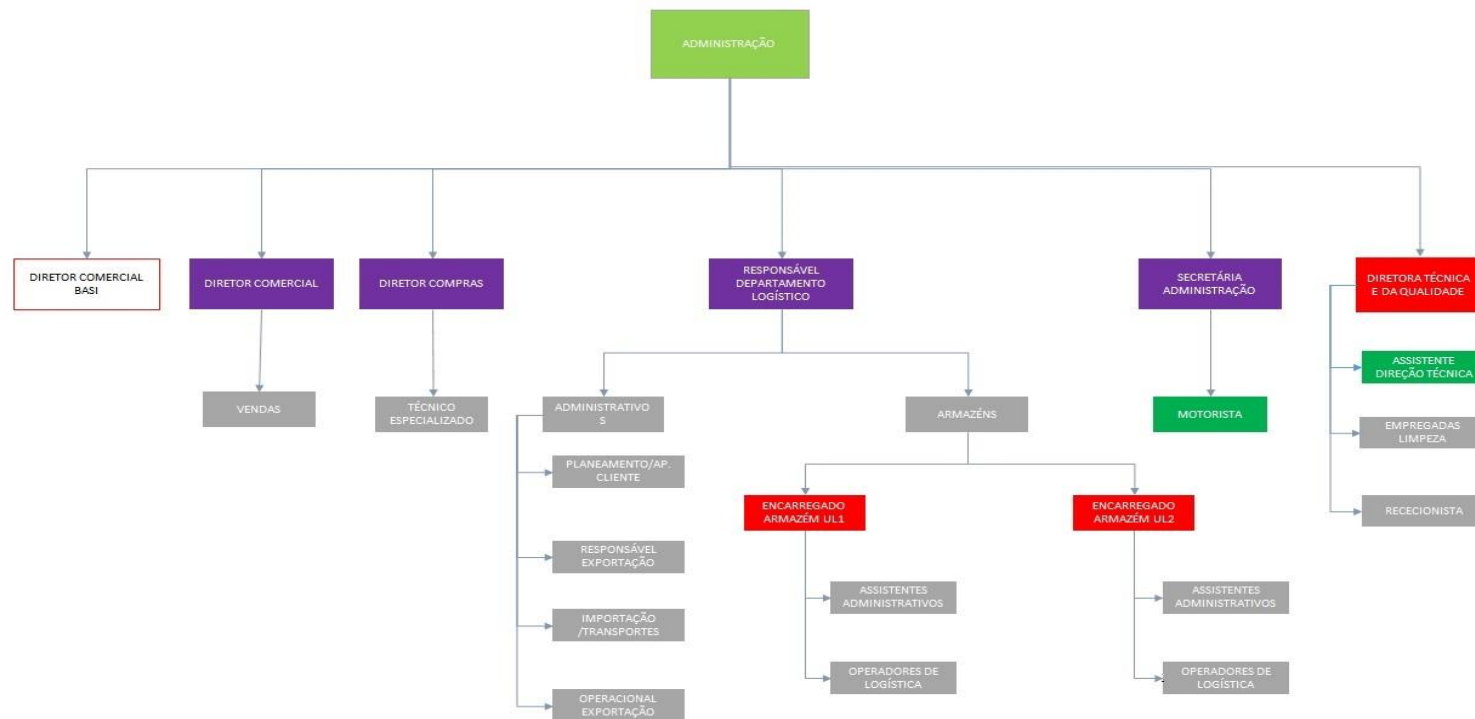 ADMINISTRAÇÃO
DIRETOR COMERCIAL
BASI
DIRETOR COMERCIAL
DIRETOR COMPRAS
RESPONSÁVEL
DEPARTAMENTO
LOGÍSTICO
SECRETÁRIA
ADMINISTRAÇÃO
DIRETORA TÉCNICA
E DA QUALIDADE
VENDAS
TÉCNICO
ESPECIALIZADO
ADMINISTRATIVO
S
PLANEAMENTO/AP.
CLIENTE
RESPONSÁVEL
EXPORTAÇÃO
IMPORTAÇÃO
/TRANSPORTES
OPERACIONAL
EXPORTAÇÃO
ARMAZÉNS
ENCARREGADO
ARMAZÉM UL1
ASSISTENTES
ADMINISTRATIVOS
OPERADORES DE
LOGÍSTICA
ENCARREGADO
ARMAZÉM UL2
ASSISTENTES
ADMINISTRATIVOS
OPERADORES DE
LOGÍSTICA
MOTORISTA
ASSISTENTE
DIREÇÃO TÉCNICA
EMPREGADAS
LIMPEZA
RECECIONISTA